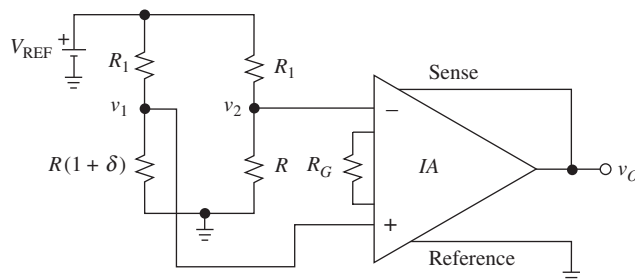 V_REF
+
R_1
R_1
Sense
v_1
v_2
−
R(1 + δ)
R
R_G
IA
v_O
+
Reference